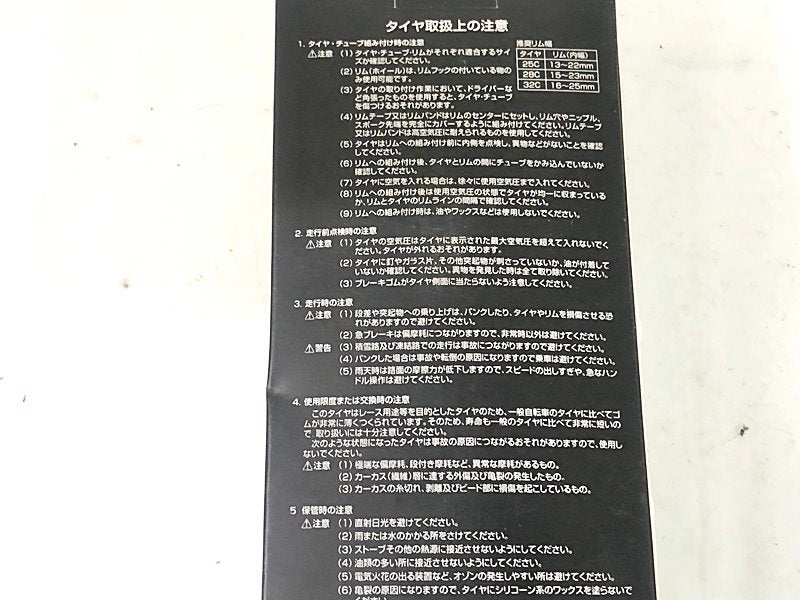 タイヤ取扱上の注意
1. タイヤ・チューブ組み付け時の注意
⚠注意 (1) タイヤ・チューブ・リムがそれぞれ適合するサイ
ズか確認してください。
(2) リム(ホイール)は、リムフックの付いている物の
み使用可能です。
(3) タイヤの取り付け作業において、ドライバーな
ど角張ったものを使用すると、タイヤ・チューブ
を傷つけるおそれがあります。
推奨リム幅
タイヤ リム(内幅)
25C 13～22mm
28C 15～23mm
32C 16～25mm
(4) リムテープ又はリムバンドはリムのセンターにセットし、リム穴やニップル、
スポーク先端を完全にカバーするように組み付けてください。リムテープ
又はリムバンドは高空気圧に耐えられるものを使用してください。
(5) タイヤはリムへの組み付け前に内側を点検し、異物などがないことを確認
してください。
(6) リムへの組み付け後、タイヤとリムの間にチューブをかみ込んでいないか
確認してください。
(7) タイヤに空気を入れる場合は、徐々に使用空気圧まで入れてください。
(8) リムへの組み付け後は使用空気圧の状態でタイヤが均一に収まっている
か、リムとタイヤのリムラインの間隔で確認してください。
(9) リムへの組み付け時は、油やワックスなどは使用しないでください。
2. 走行前点検時の注意
⚠注意 (1) タイヤの空気圧はタイヤに表示された最大空気圧を超えて入れないでく
ださい。タイヤが外れるおそれがあります。
(2) タイヤに釘やガラス片、その他突起物が刺さっていないか、油が付着して
いないか確認してください。異物を発見した時は全て取り除いてください。
(3) ブレーキゴムがタイヤ側面に当たらないよう注意してください。
3. 走行時の注意
⚠注意 (1) 段差や突起物への乗り上げは、パンクしたり、タイヤやリムを損傷させる恐
れがありますので避けてください。
(2) 急ブレーキは偏摩耗につながりますので、非常時以外は避けてください。
⚠警告 (3) 積雪路及び凍結路での走行は事故につながりますので避けてください。
(4) パンクした場合は事故や転倒の原因になりますので乗車は避けてください。
(5) 雨天時は路面の摩擦力が低下しますので、スピードの出しすぎや、急なハン
ドル操作は避けてください。
4. 使用限度または交換時の注意
このタイヤはレース用途等を目的としたタイヤのため、一般自転車のタイヤに比べてゴ
ムが非常に薄くつくられています。そのため、寿命も一般のタイヤに比べて非常に短いの
で 取り扱いには十分注意してください。
次のような状態になったタイヤは事故の原因につながるおそれがありますので、使用し
ないでください。
⚠注意 (1) 極端な偏摩耗、段付き摩耗など、異常な摩耗があるもの。
(2) カーカス(繊維)層に達する外傷及び亀裂の発生したもの。
(3) カーカスの糸切れ、剥離及びビード部に損傷を起こしているもの。
5 保管時の注意
⚠注意 (1) 直射日光を避けてください。
(2) 雨または水のかかる所をさけてください。
(3) ストーブその他の熱源に接近させないようにしてください。
(4) 油類の多い所に接近させないようにしてください。
(5) 電気火花の出る装置など、オゾンの発生しやすい所は避けてください。
(6) 亀裂の原因になりますので、タイヤにシリコーン系のワックスを塗らないで